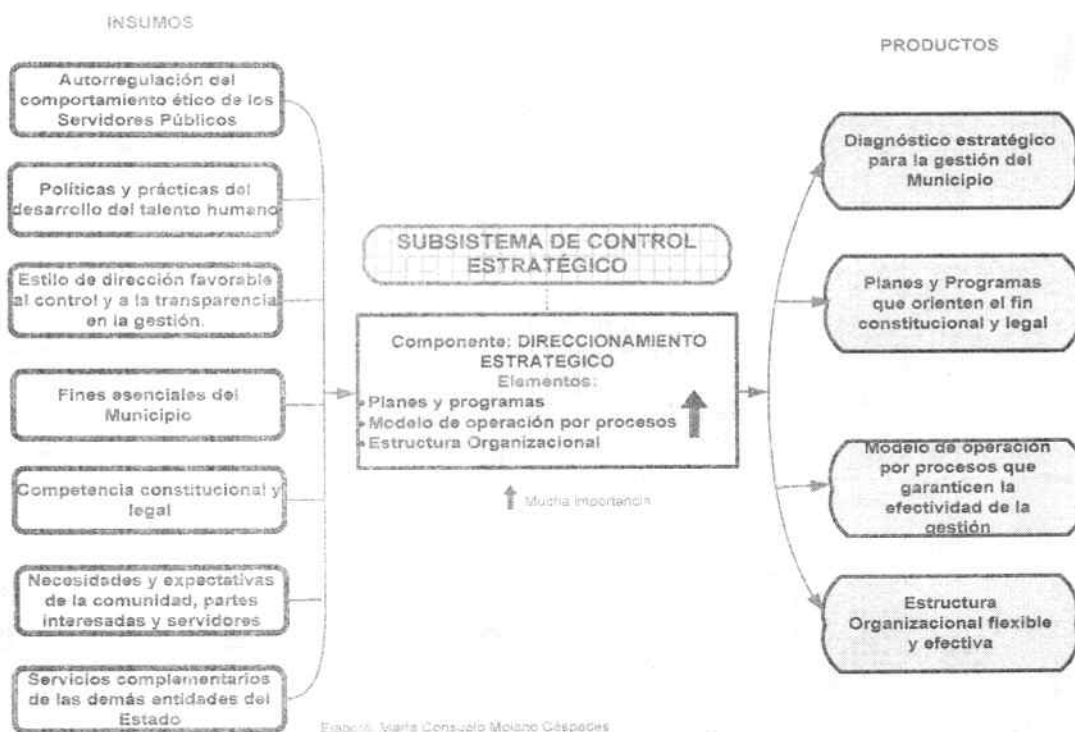 INSUMOS
Autorregulación del
comportamiento ético de los
Servidores Públicos
Políticas y prácticas del
desarrollo del talento humano
Estilo de dirección favorable
al control y a la transparencia
en la gestión.
Fines esenciales del
Municipio
Competencia constitucional y
legal
Necesidades y expectativas
de la comunidad, partes
interesadas y servidores
Servicios complementarios
de las demás entidades del
Estado
SUBSISTEMA DE CONTROL
ESTRATÉGICO
Componente: DIRECCIONAMIENTO
ESTRATEGICO
Elementos:
• Planes y programas
• Modelo de operación por procesos
• Estructura Organizacional
Mucha importancia
PRODUCTOS
Diagnóstico estratégico
para la gestión del
Municipio
Planes y Programas
que orienten el fin
constitucional y legal
Modelo de operación
por procesos que
garanticen la
efectividad de la
gestión
Estructura
Organizacional flexible
y efectiva
Elaboró: Marta Consuelo Moiano Céspedes